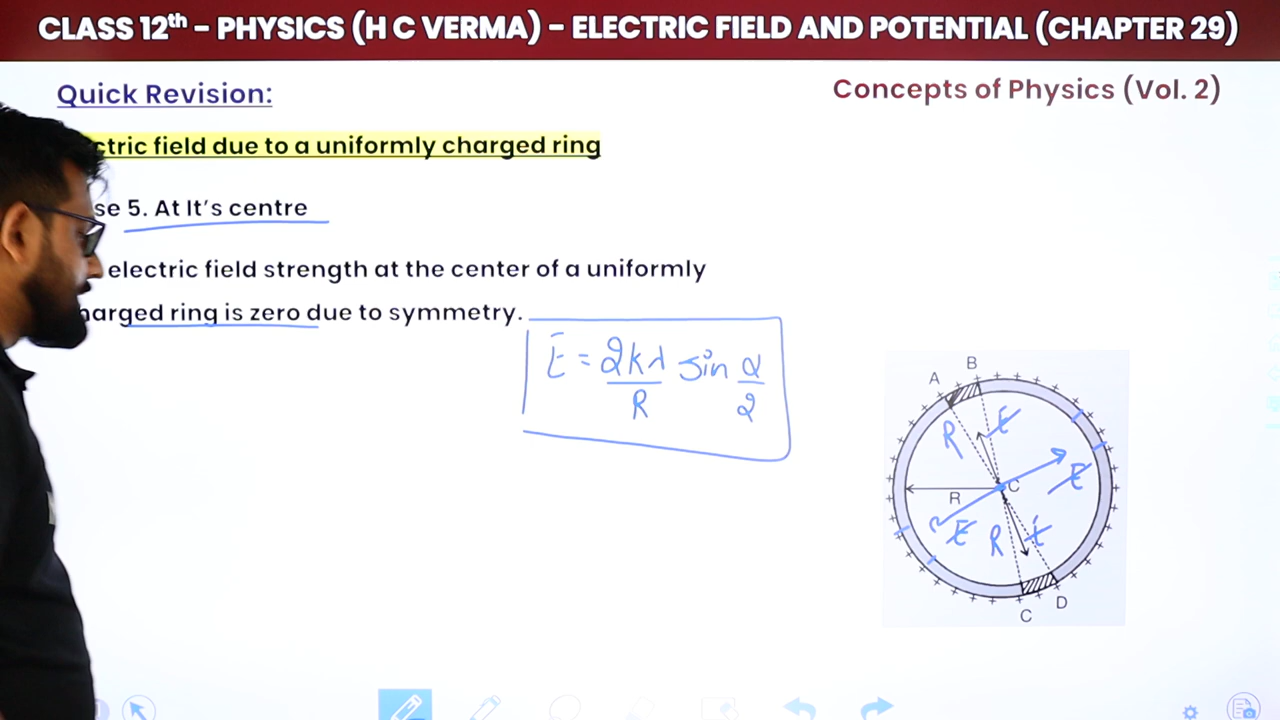 CLASS 12th – PHYSICS (H C VERMA) – ELECTRIC FIELD AND POTENTIAL (CHAPTER 29)
Quick Revision:
Concepts of Physics (Vol. 2)
ctric field due to a uniformly charged ring
se 5. At It's centre
electric field strength at the center of a uniformly
harged ring is zero due to symmetry.
E = 2kλ/R sin α/2
A B
R E
C
R E
E R E
D
C